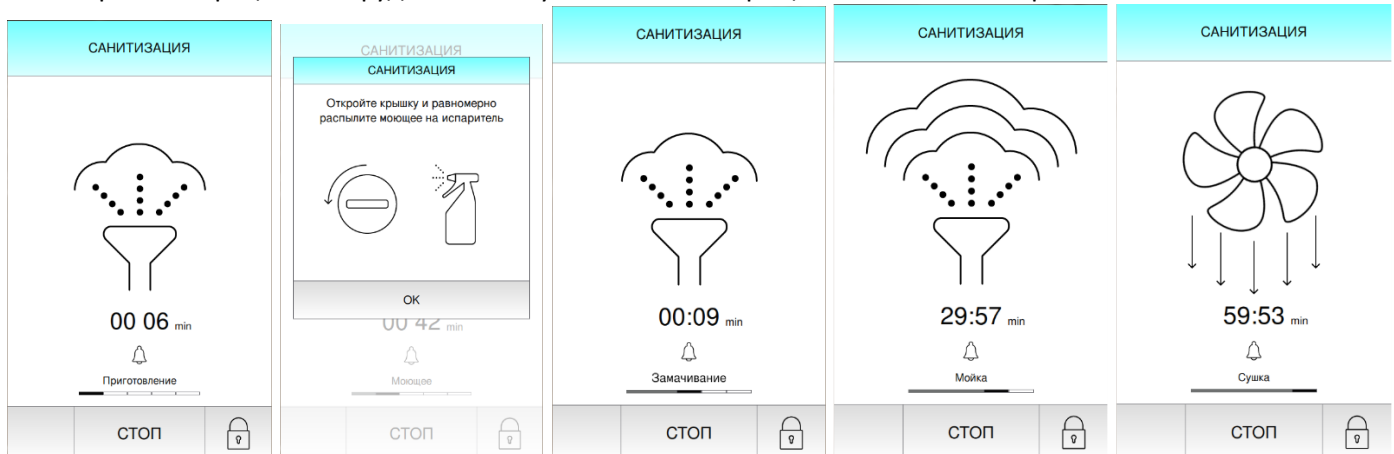 САНИТИЗАЦИЯ
00 06 min
Приготовление
СТОП
САНИТИЗАЦИЯ
САНИТИЗАЦИЯ
Откройте крышку и равномерно
распылите моющее на испаритель
OK
00 42 min
Моющее
СТОП
САНИТИЗАЦИЯ
00:09 min
Замачивание
СТОП
САНИТИЗАЦИЯ
29:57 min
Мойка
СТОП
САНИТИЗАЦИЯ
59:53 min
Сушка
СТОП